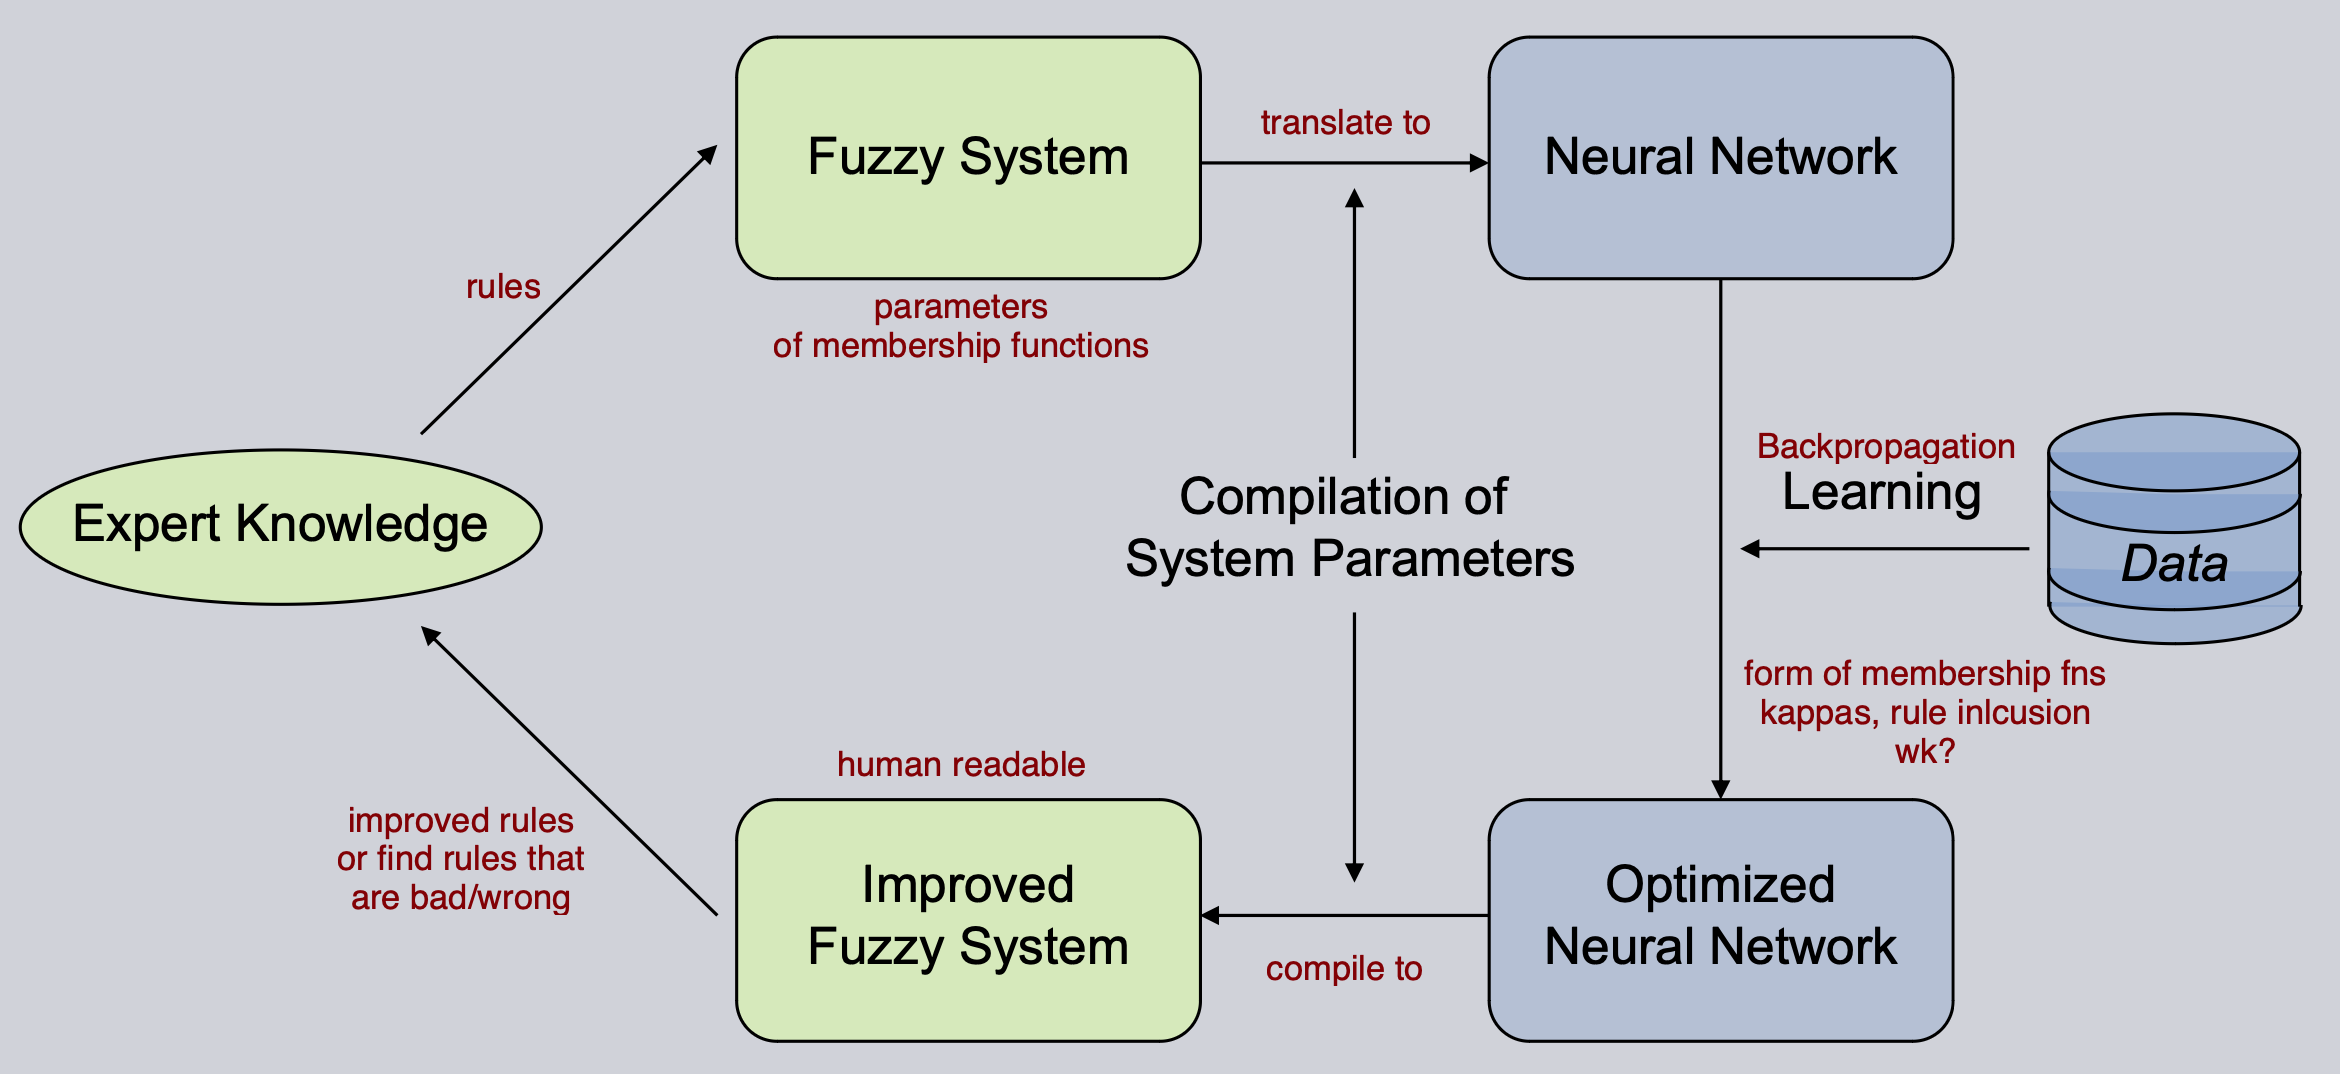 Fuzzy System
translate to
Neural Network
rules
parameters
of membership functions
Expert Knowledge
Compilation of
System Parameters
Backpropagation
Learning
Data
form of membership fns
kappas, rule inlcusion
wk?
human readable
improved rules
or find rules that
are bad/wrong
Improved
Fuzzy System
compile to
Optimized
Neural Network